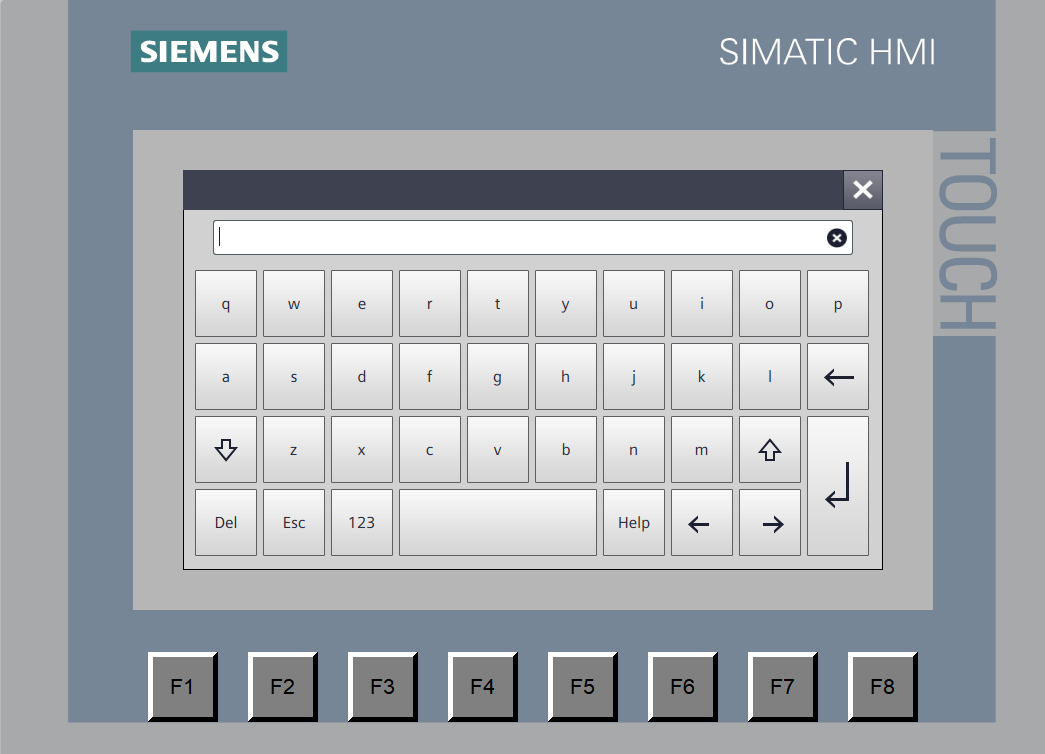 SIEMENS
SIMATIC HMI
TOUCH
q w e r t y u i o p
a s d f g h j k l
z x c v b n m
Del Esc 123 Help
F1 F2 F3 F4 F5 F6 F7 F8